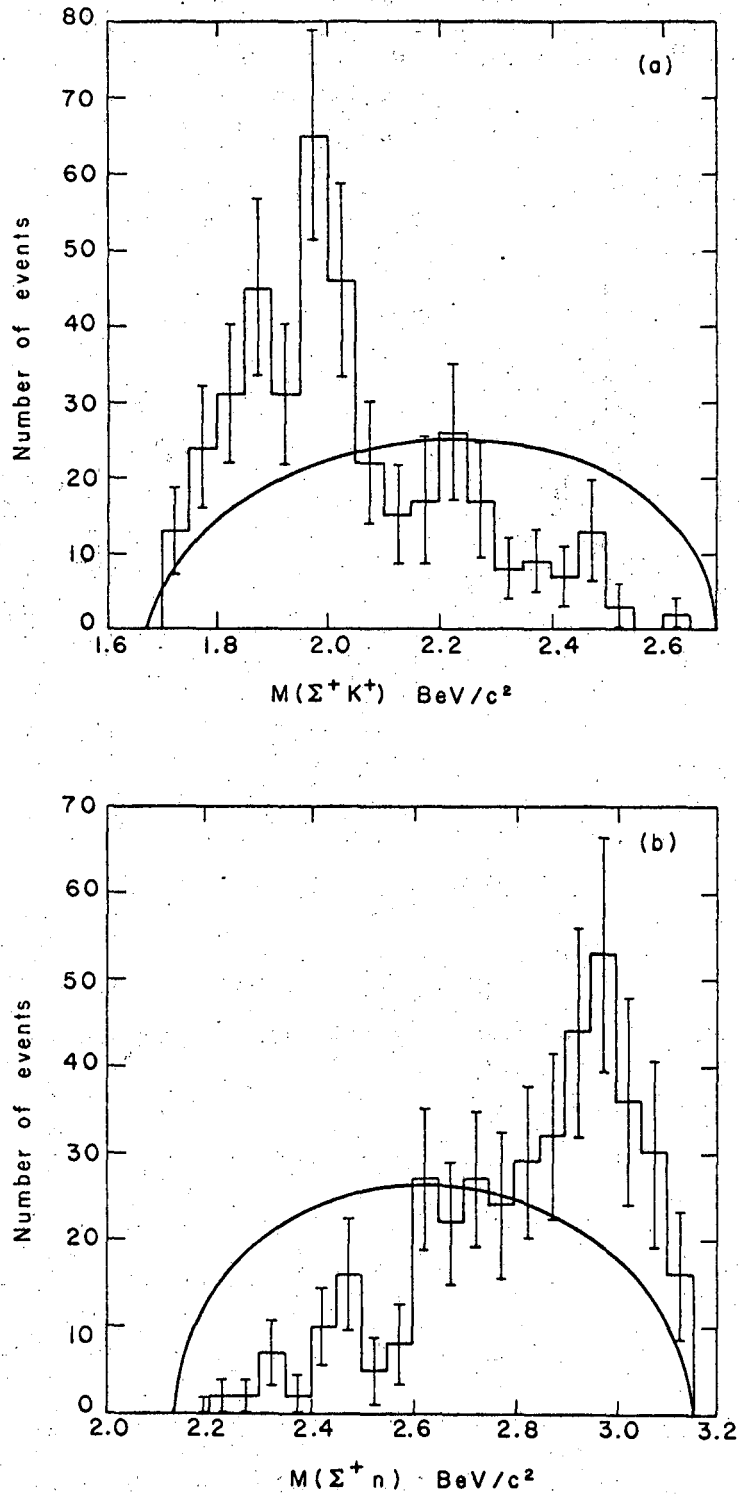 80
70
60
50
40
30
20
10
0
Number of events
(a)
1.6 1.8 2.0 2.2 2.4 2.6
M(Σ⁺K⁺) BeV/c²
70
60
50
40
30
20
10
0
Number of events
(b)
2.0 2.2 2.4 2.6 2.8 3.0 3.2
M(Σ⁺n) BeV/c²